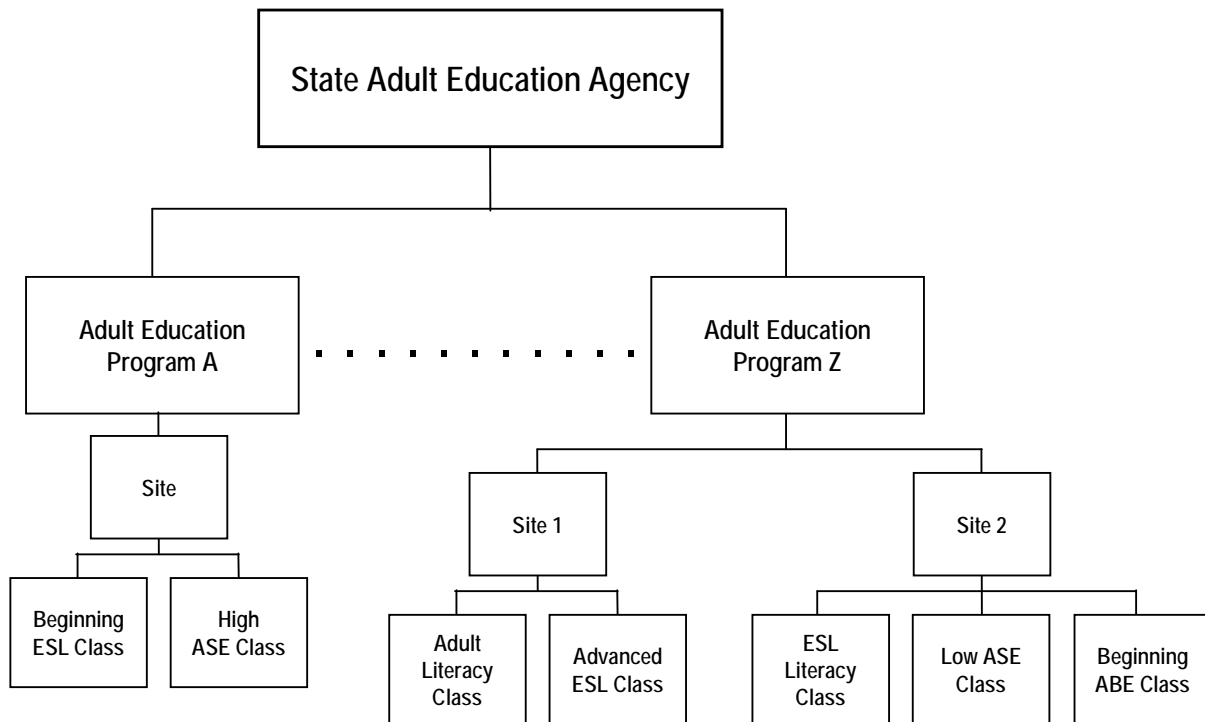 State Adult Education Agency
Adult Education
Program A
Adult Education
Program Z
Site
Site 1
Site 2
Beginning
ESL Class
High
ASE Class
Adult
Literacy
Class
Advanced
ESL Class
ESL
Literacy
Class
Low ASE
Class
Beginning
ABE Class